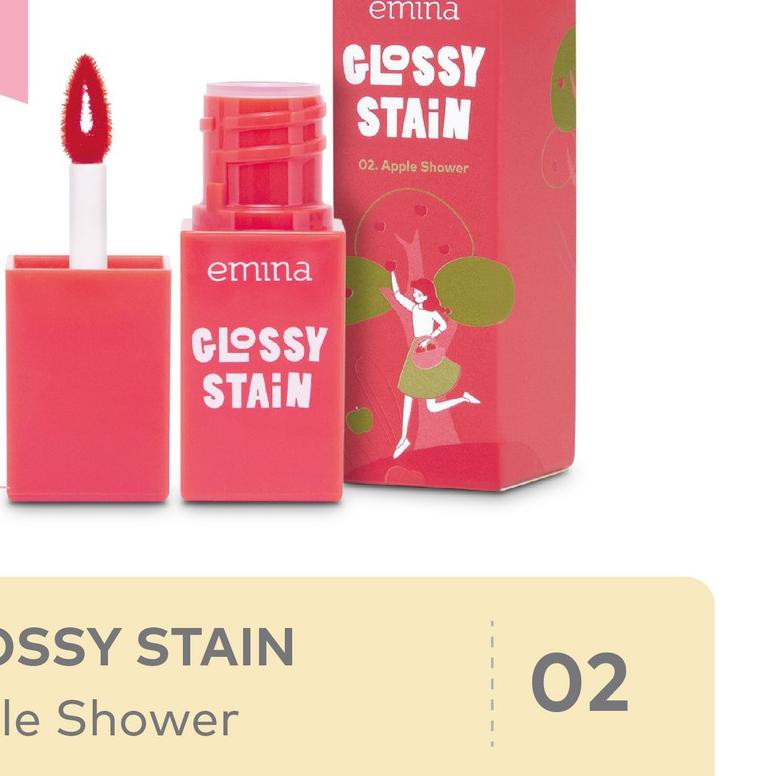 emina
GLOSSY
STAiN
02. Apple Shower
emina
GLOSSY
STAiN
OSSY STAIN
le Shower
02